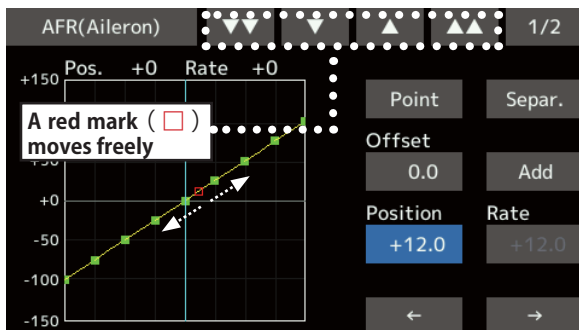 AFR(Aileron) ▼▼ ▼ ▲ ▲▲ 1/2
Pos. +0 Rate +0
+150
A red mark ( □ )
moves freely
+50
+0
-50
-100
-150
Point Separ.
Offset
0.0 Add
Position Rate
+12.0 +12.0
← →